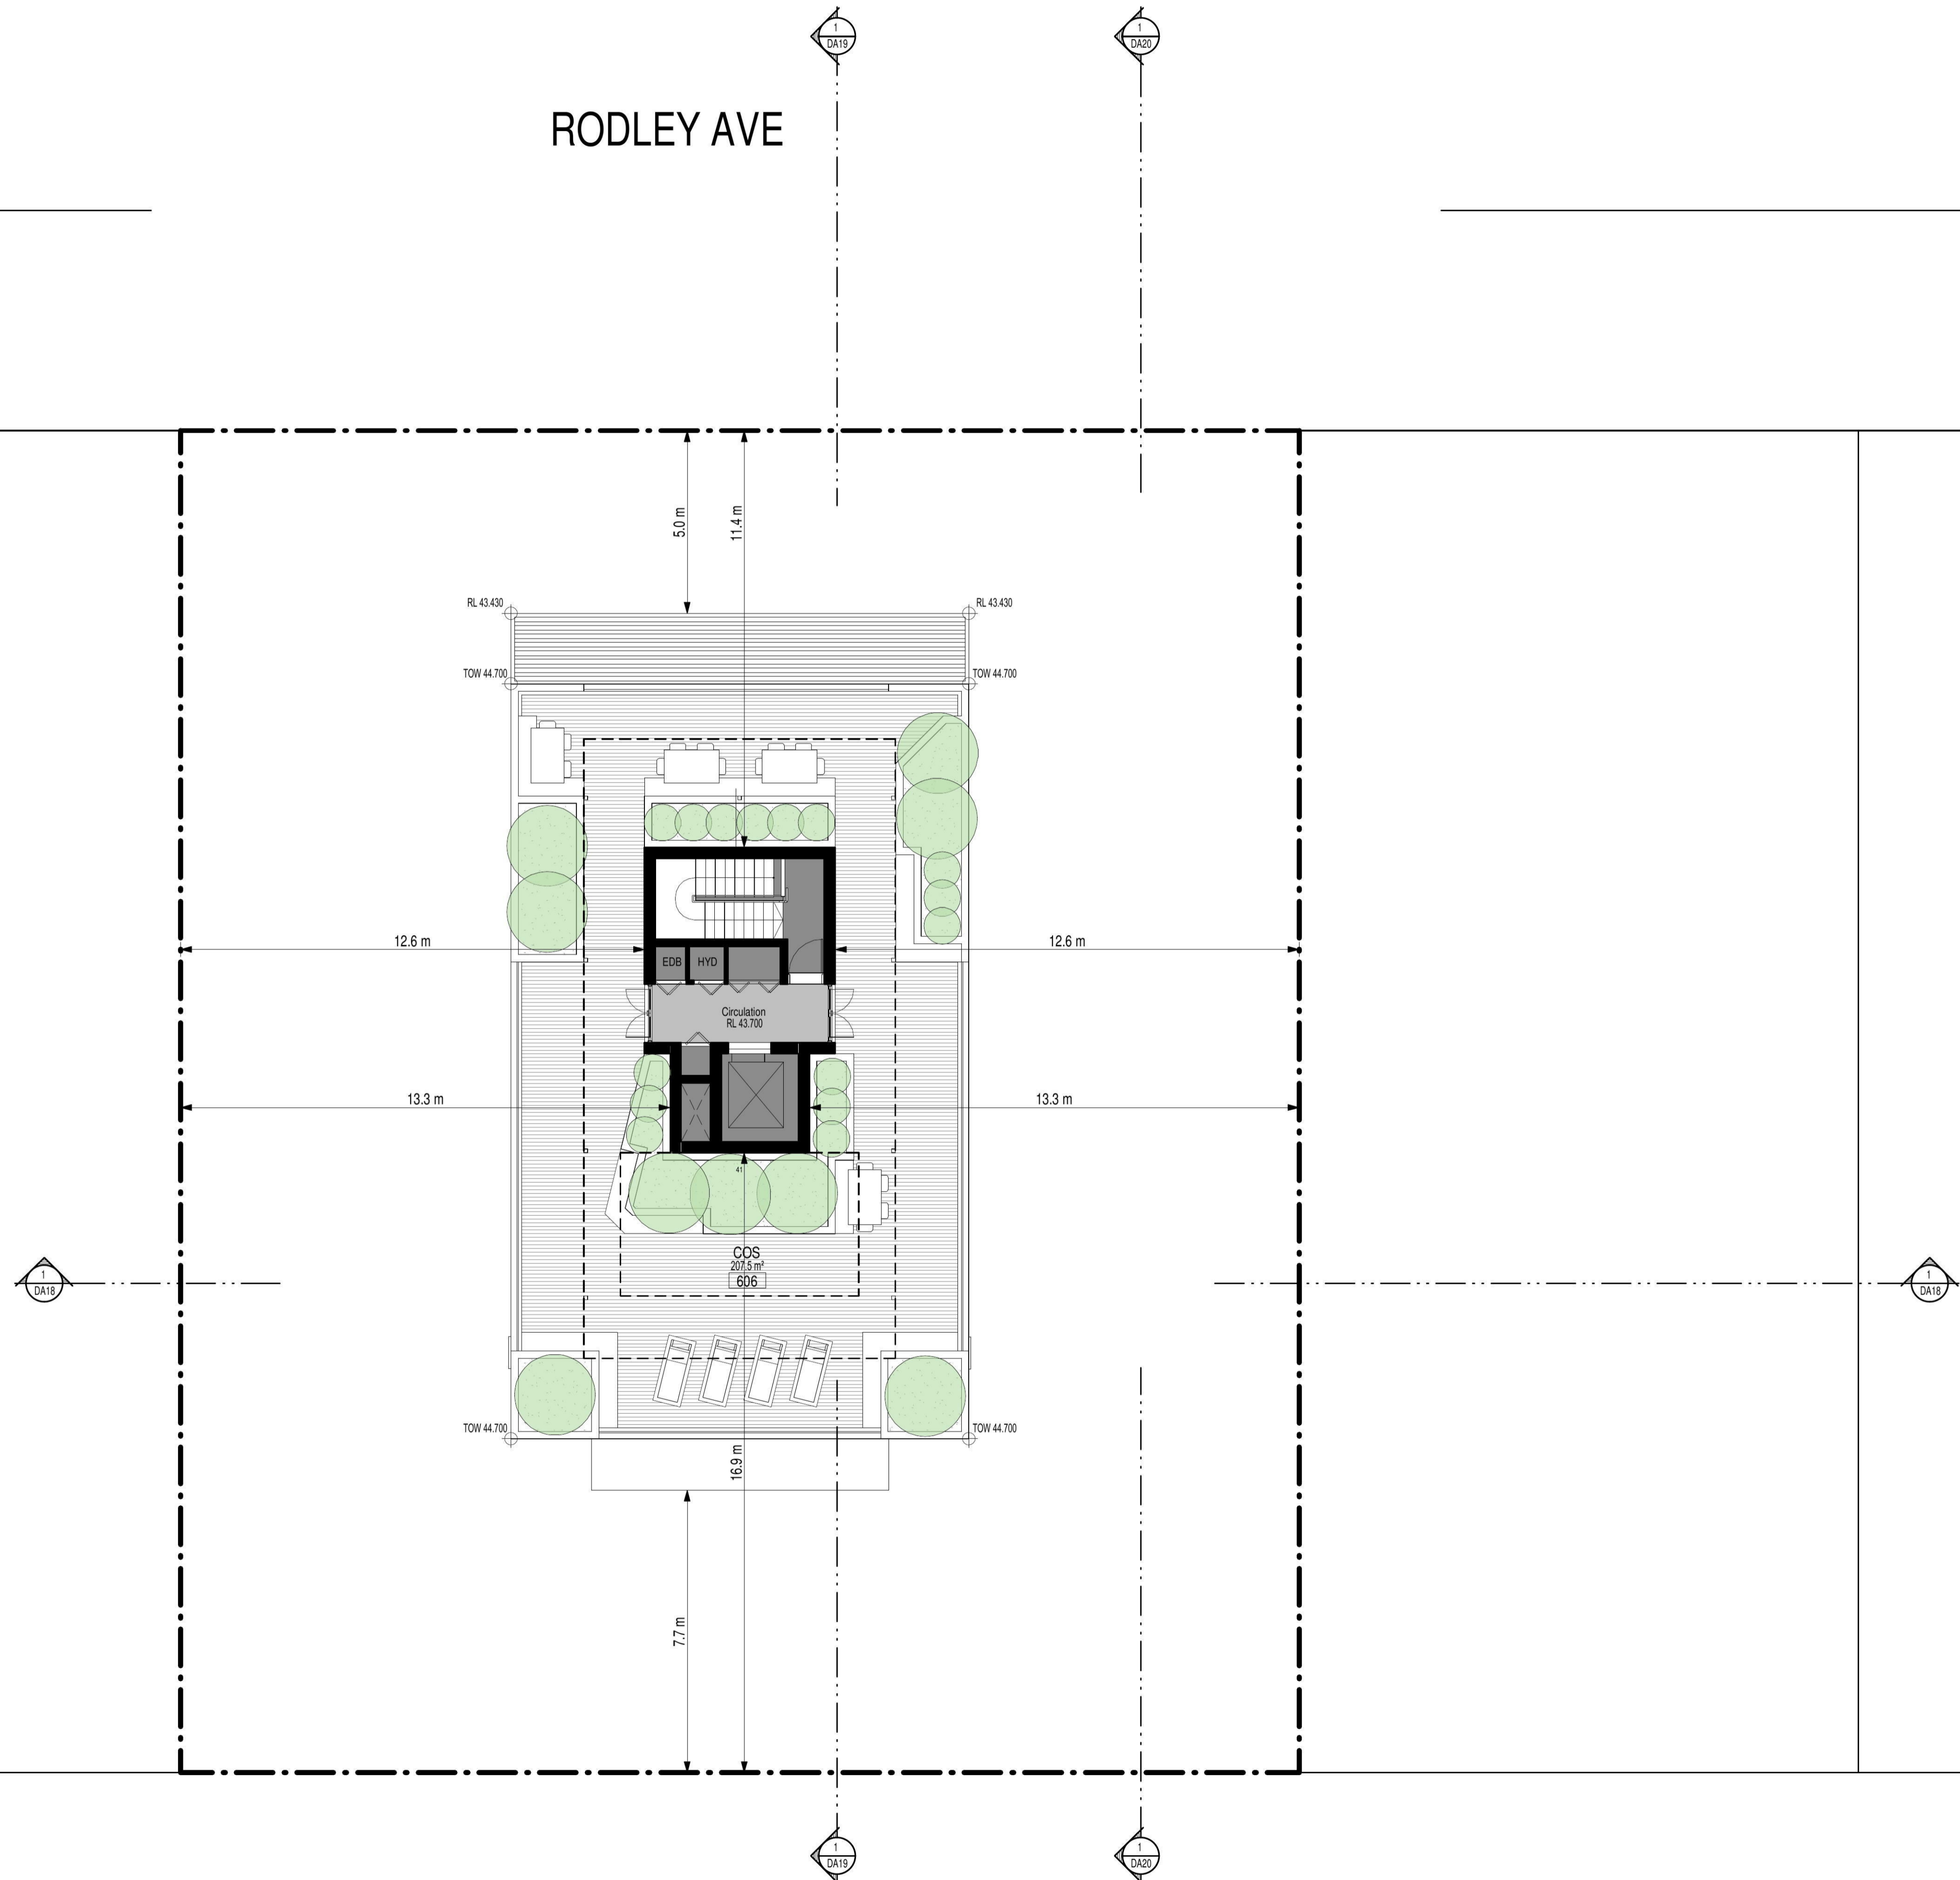 1
DA19
1
DA20
RODLEY AVE
5.0 m
11.4 m
RL 43.430
RL 43.430
TOW 44.700
TOW 44.700
12.6 m
12.6 m
EDB
HYD
Circulation
RL 43.700
13.3 m
13.3 m
41
COS
207.5 m²
606
1
DA18
1
DA18
TOW 44.700
TOW 44.700
16.9 m
7.7 m
1
DA19
1
DA20